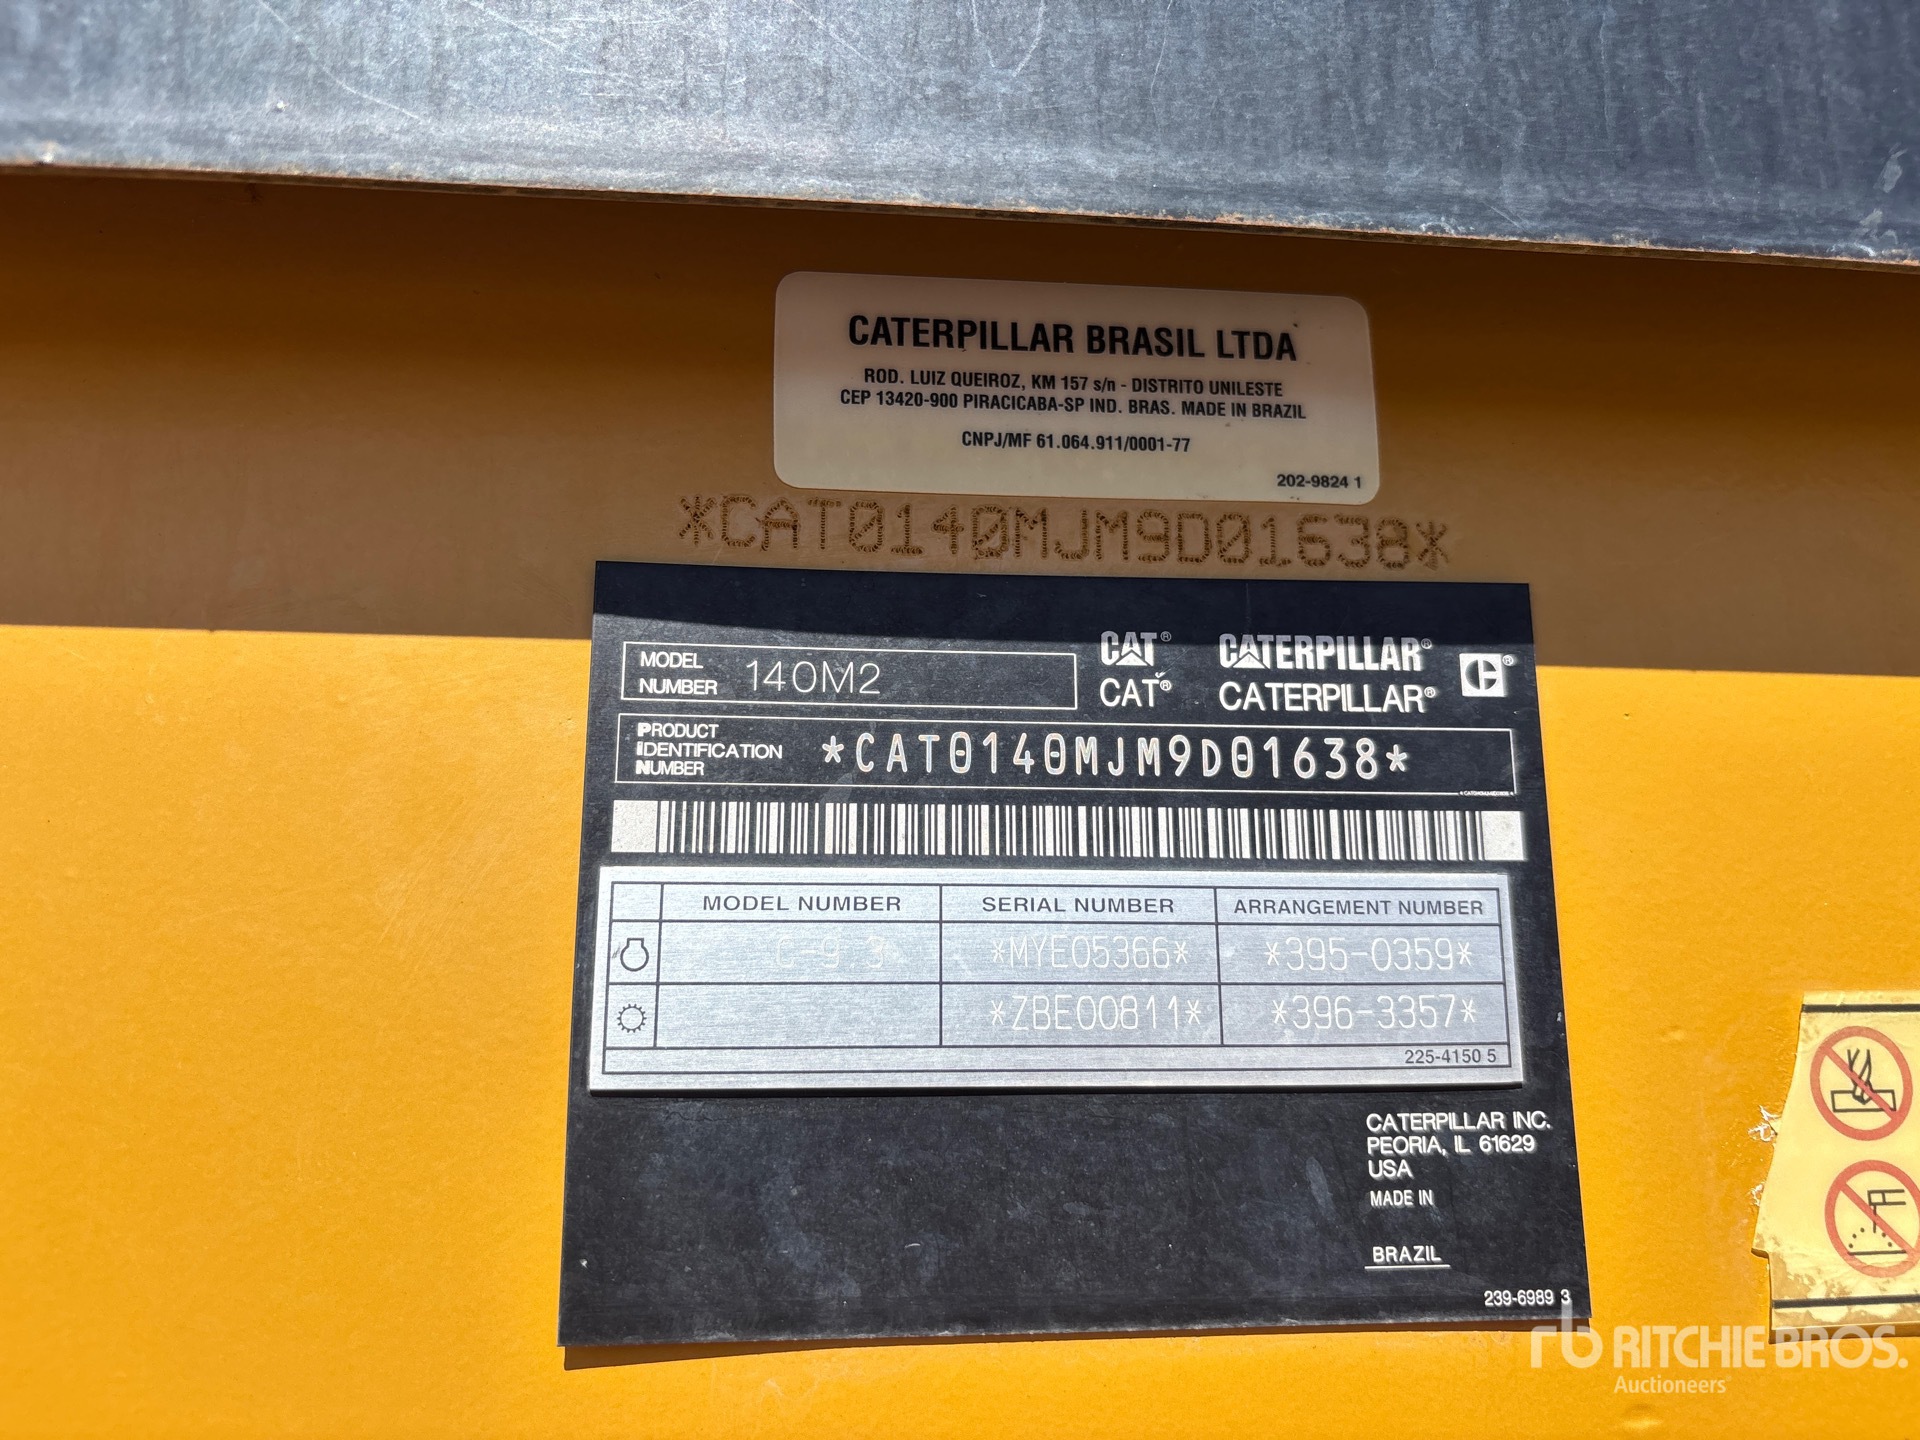 CATERPILLAR BRASIL LTDA
ROD. LUIZ QUEIROZ, KM 157 s/n - DISTRITO UNILESTE
CEP 13420-900 PIRACICABA-SP IND. BRAS. MADE IN BRAZIL
CNPJ/MF 61.064.911/0001-77
202-9824 1
*CAT0140MJM9D01638*
MODEL NUMBER 140M2
CAT® CATERPILLAR®
CAT® CATERPILLAR® ®
PRODUCT IDENTIFICATION NUMBER *CAT0140MJM9D01638*
MODEL NUMBER SERIAL NUMBER ARRANGEMENT NUMBER
C-9.3 *MYE05366* *395-0359*
*ZBE00811* *396-3357*
225-4150 5
CATERPILLAR INC.
PEORIA, IL 61629
USA
MADE IN
BRAZIL
239-6989 3
rb RITCHIE BROS.
Auctioneers